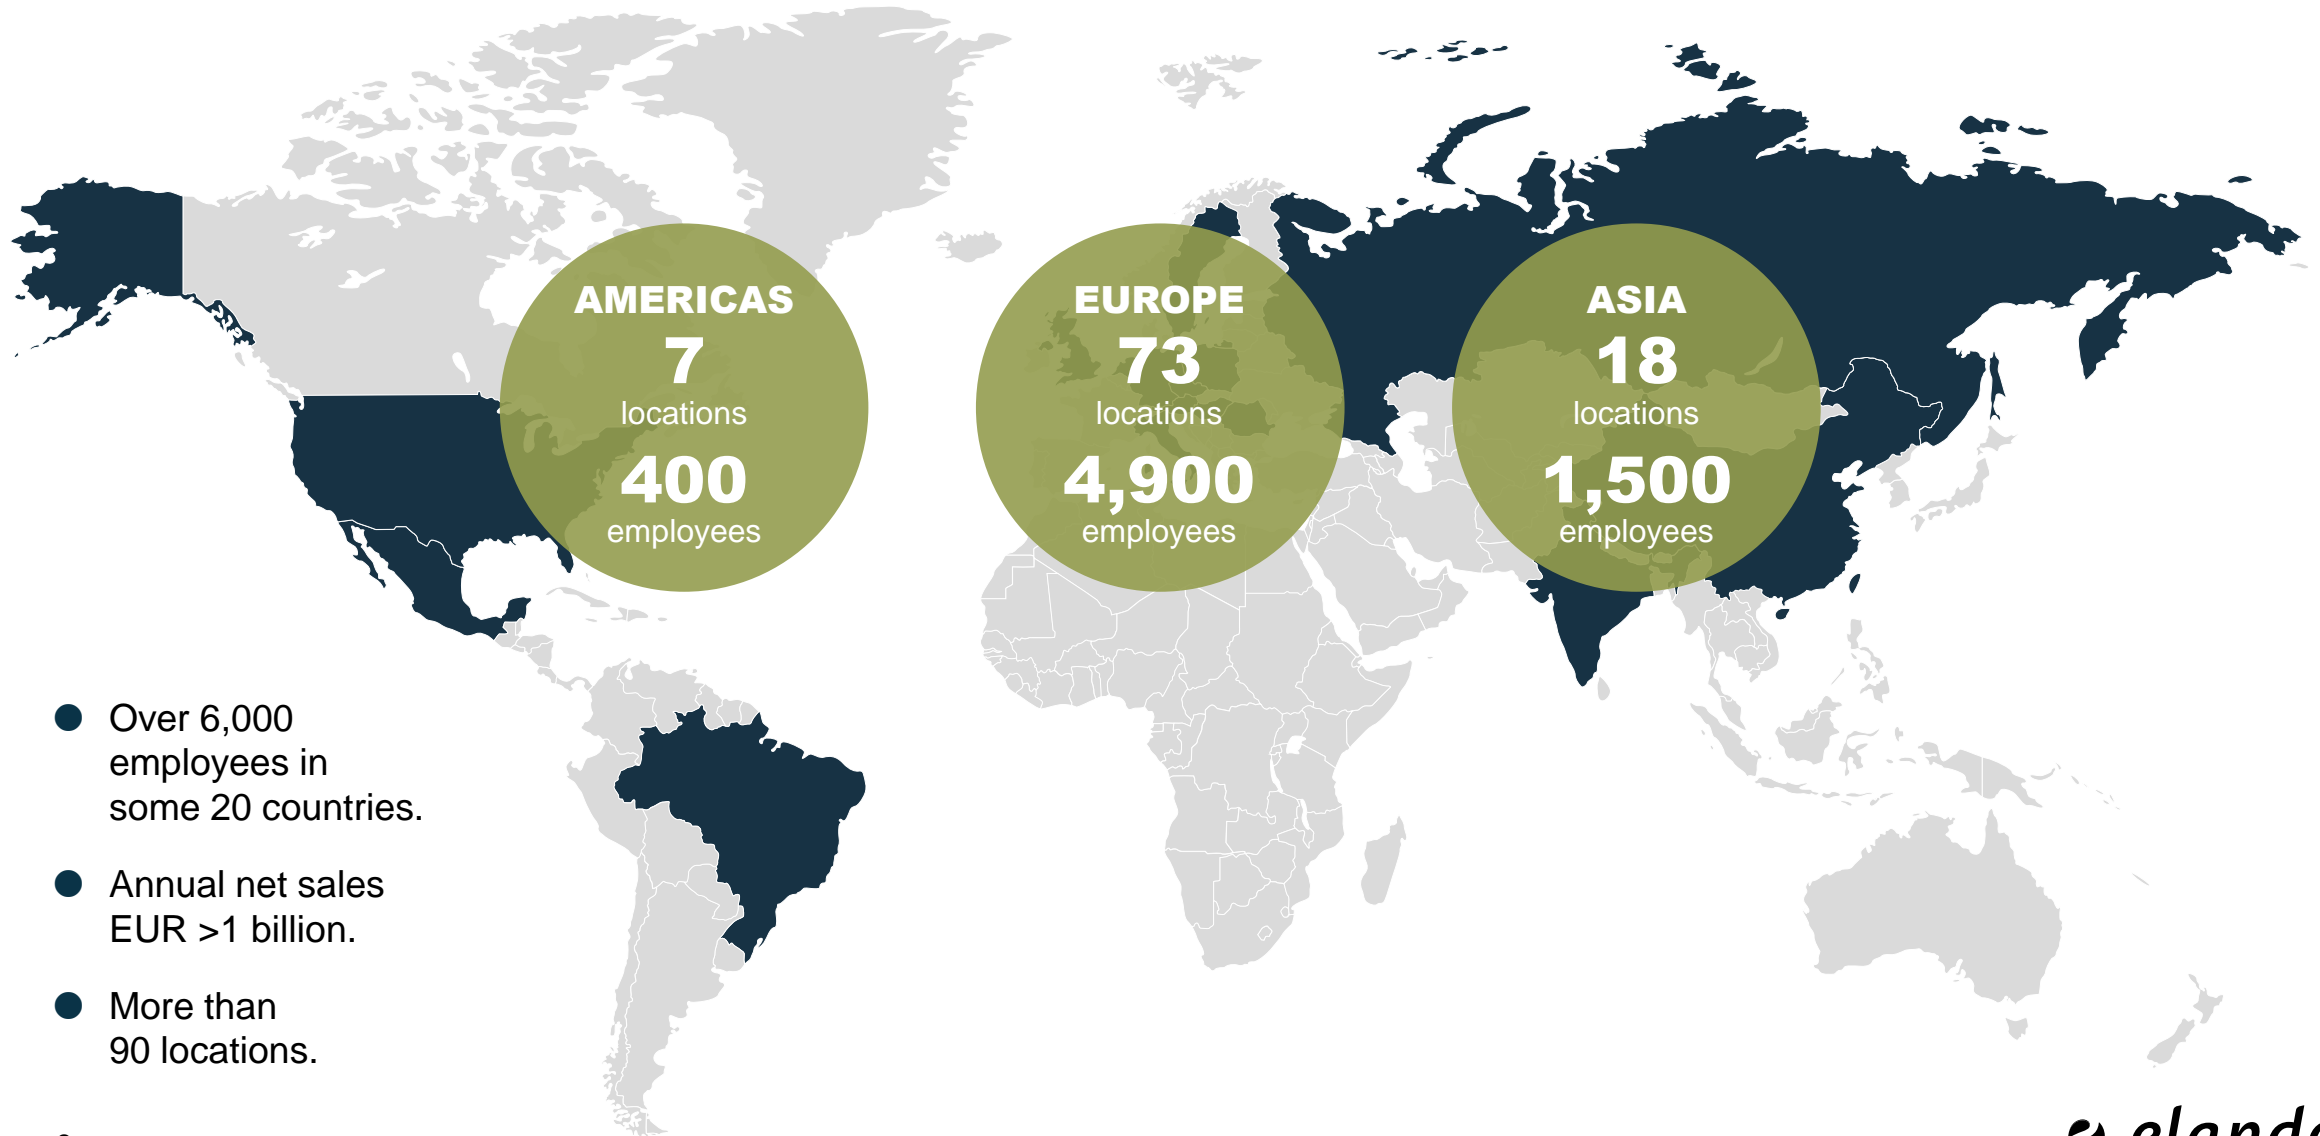 AMERICAS
7
locations
400
employees
EUROPE
73
locations
4,900
employees
ASIA
18
locations
1,500
employees
Over 6,000
employees in
some 20 countries.
Annual net sales
EUR >1 billion.
More than
90 locations.